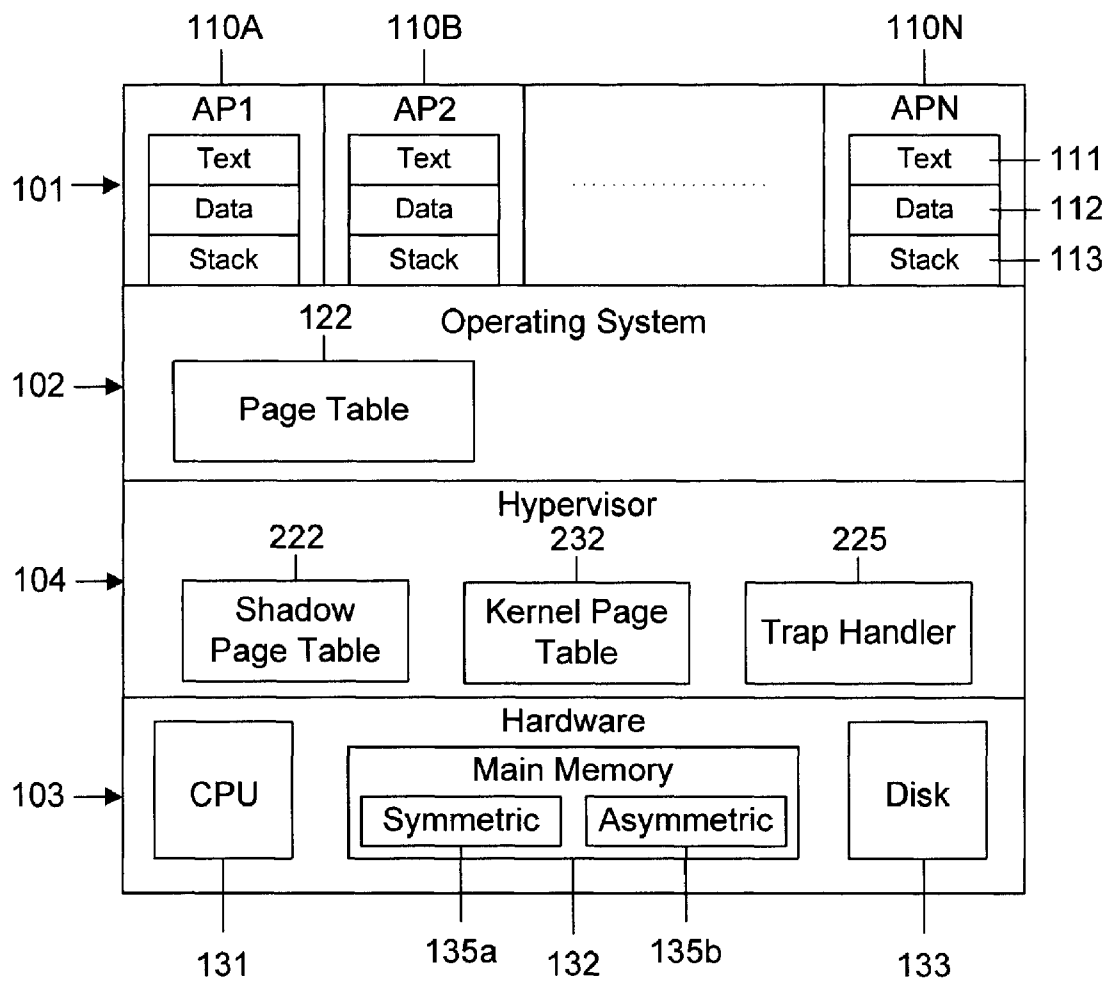 110A 110B 110N
AP1 AP2 APN
Text Text Text 111
101
Data Data Data 112
Stack Stack Stack 113
122 Operating System
102
Page Table
Hypervisor
222 232 225
104
Shadow Page Table
Kernel Page Table
Trap Handler
Hardware
Main Memory
103
CPU
Symmetric Asymmetric
Disk
131 135a 132 135b 133